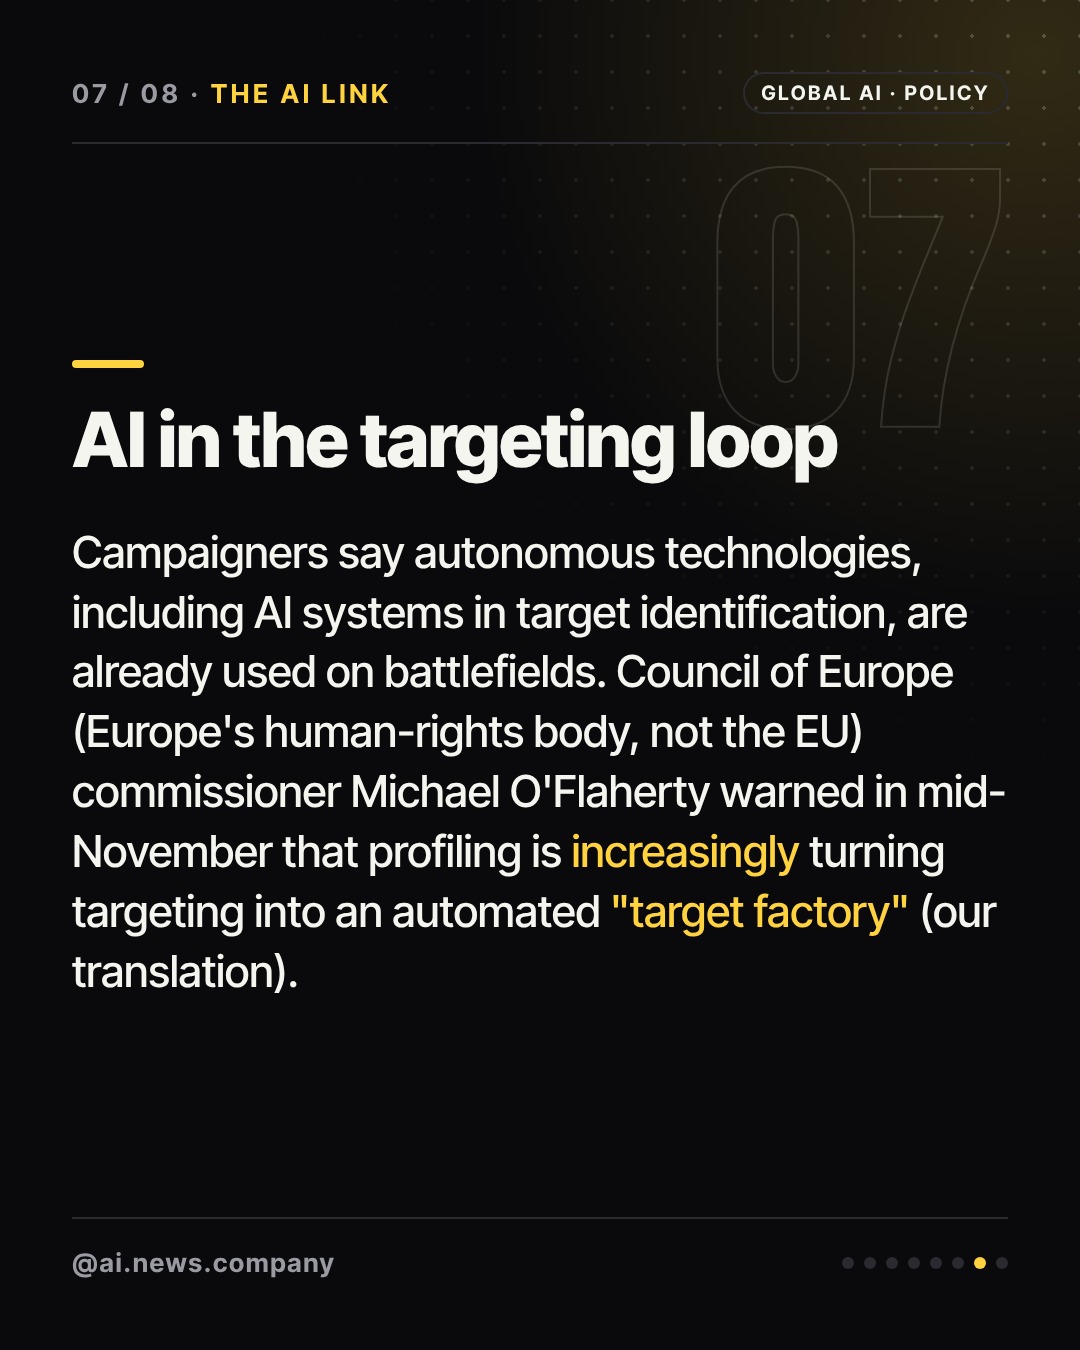 07 / 08 · THE AI LINK
GLOBAL AI · POLICY
07
AI in the targeting loop
Campaigners say autonomous technologies,
including AI systems in target identification, are
already used on battlefields. Council of Europe
(Europe's human-rights body, not the EU)
commissioner Michael O'Flaherty warned in mid-
November that profiling is increasingly turning
targeting into an automated "target factory" (our
translation).
@ai.news.company